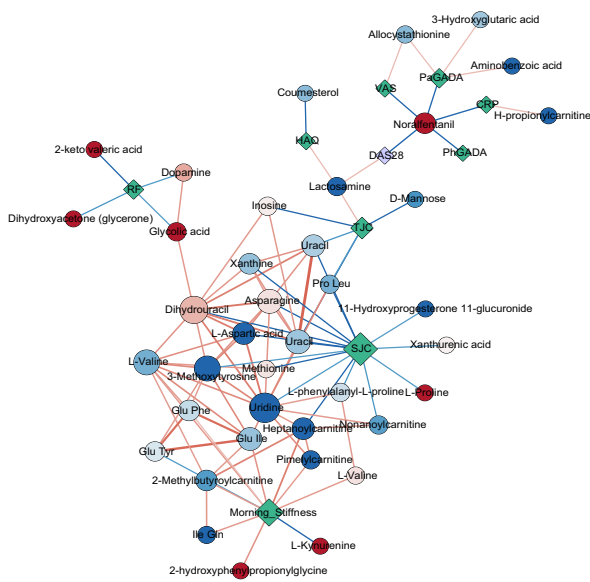 3-Hydroxyglutaric acid
Allocystathionine
Aminobenzoic acid
PaGADA
VAS
Coumesterol
CRP
H-propionylcarnitine
Noralfentanil
HAQ
2-keto valeric acid
DAS28
PhGADA
Dopamine
RF
Lactosamine
D-Mannose
Inosine
Dihydroxyacetone (glycerone)
Glycolic acid
TJC
Uracil
Xanthine
Pro Leu
Asparagine
Dihydrouracil
11-Hydroxyprogesterone 11-glucuronide
L-Aspartic acid
Uracil
SJC
Xanthurenic acid
L-Valine
Methionine
3-Methoxytyrosine
L-phenylalanyl-L-proline
L-Proline
Glu Phe
Uridine
Heptanoylcarnitine
Nonanoylcarnitine
Glu Ile
Glu Tyr
Pimelylcarnitine
L-Valine
2-Methylbutyroylcarnitine
Morning_Stiffness
Ile Gln
L-Kynurenine
2-hydroxyphenylpropionylglycine